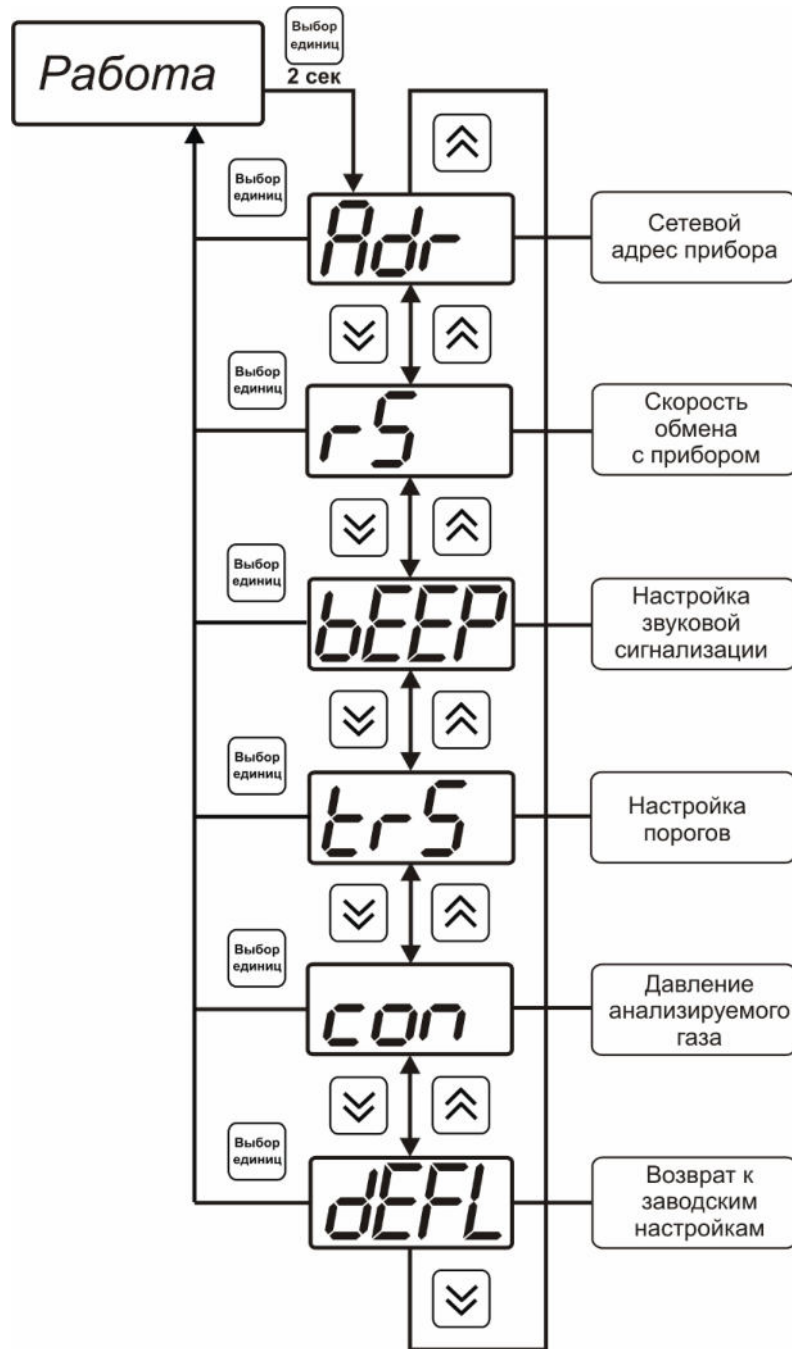 Работа
Выбор
единиц
2 сек
Выбор
единиц
Adr
Сетевой
адрес прибора
Выбор
единиц
rS
Скорость
обмена
с прибором
Выбор
единиц
bEEP
Настройка
звуковой
сигнализации
Выбор
единиц
trS
Настройка
порогов
Выбор
единиц
con
Давление
анализируемого
газа
Выбор
единиц
dEFL
Возврат к
заводским
настройкам